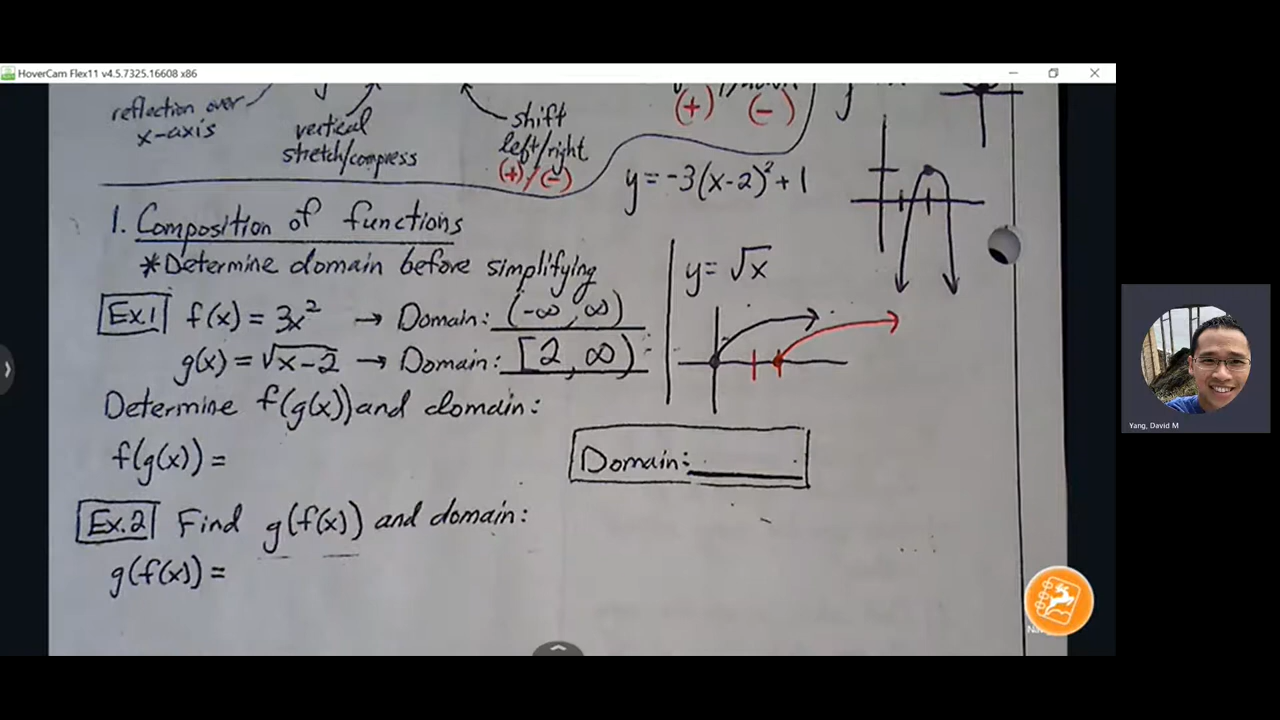 HoverCam Flex11 v4.5.7325.16608 x86
reflection over
x-axis
vertical
stretch/compress
shift
left/right
(+)/(-)
(+) (-)
y = -3(x-2)² + 1
1. Composition of functions
*Determine domain before simplifying
y = √x
Ex.1 f(x) = 3x² → Domain: (-∞, ∞)
g(x) = √x-2 → Domain: [2, ∞)
Determine f(g(x)) and domain:
f(g(x)) =
Domain:
Ex.2 Find g(f(x)) and domain:
g(f(x)) =
Yang, David M